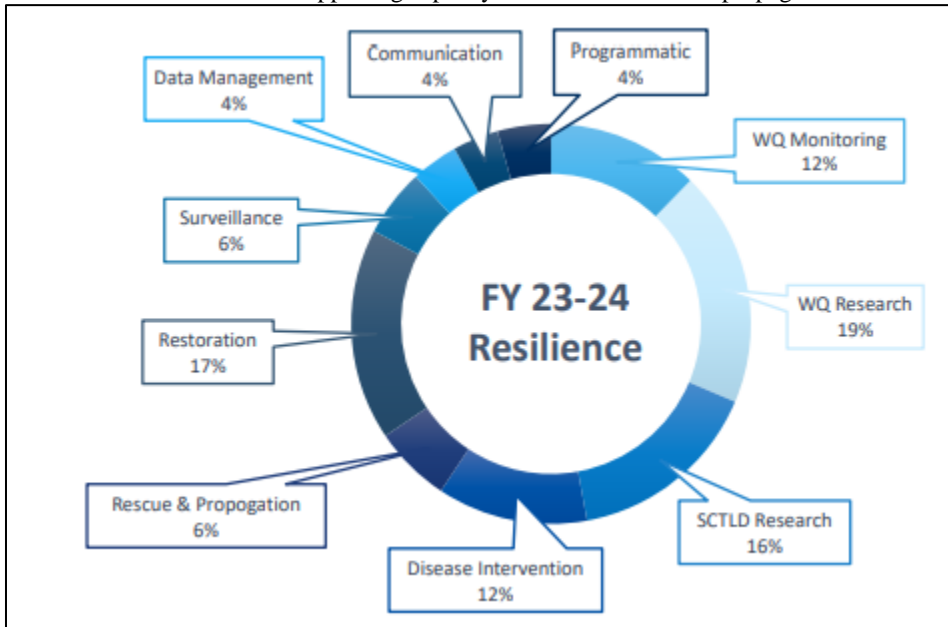 Communication
4%
Programmatic
4%
Data Management
4%
WQ Monitoring
12%
Surveillance
6%
FY 23-24
Resilience
WQ Research
19%
Restoration
17%
Rescue & Propogation
6%
SCTLD Research
16%
Disease Intervention
12%